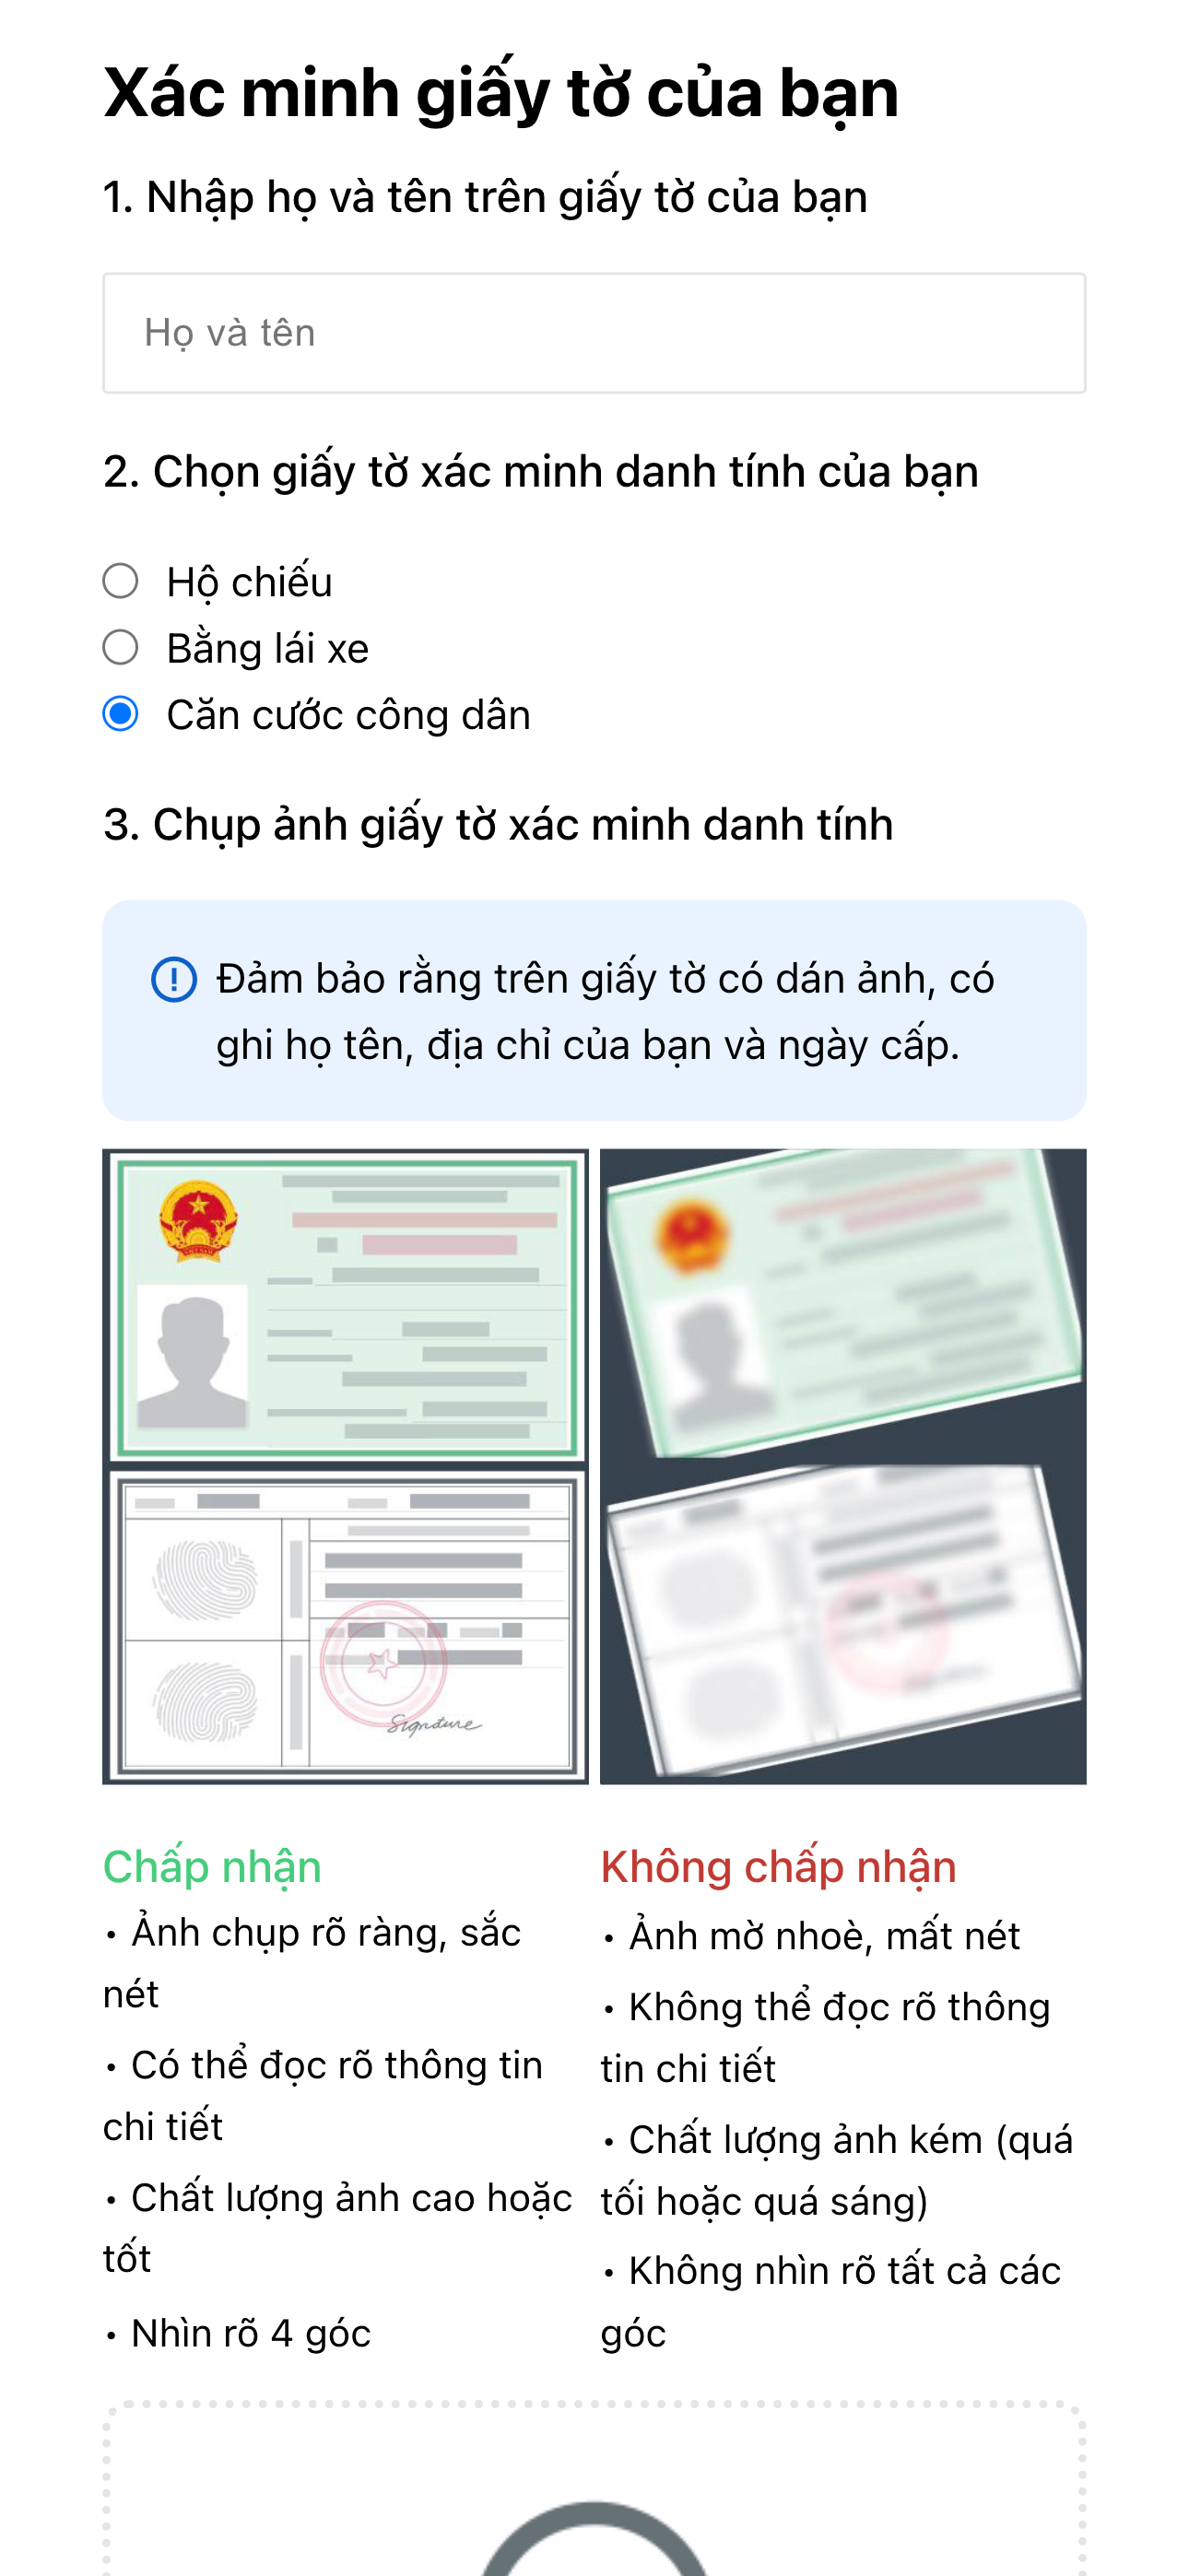 Xác minh giấy tờ của bạn
1. Nhập họ và tên trên giấy tờ của bạn
Họ và tên
2. Chọn giấy tờ xác minh danh tính của bạn
Hộ chiếu
Bằng lái xe
Căn cước công dân
3. Chụp ảnh giấy tờ xác minh danh tính
Đảm bảo rằng trên giấy tờ có dán ảnh, có
ghi họ tên, địa chỉ của bạn và ngày cấp.
Signature
Chấp nhận
• Ảnh chụp rõ ràng, sắc
nét
• Có thể đọc rõ thông tin
chi tiết
• Chất lượng ảnh cao hoặc
tốt
• Nhìn rõ 4 góc
Không chấp nhận
• Ảnh mờ nhoè, mất nét
• Không thể đọc rõ thông
tin chi tiết
• Chất lượng ảnh kém (quá
tối hoặc quá sáng)
• Không nhìn rõ tất cả các
góc